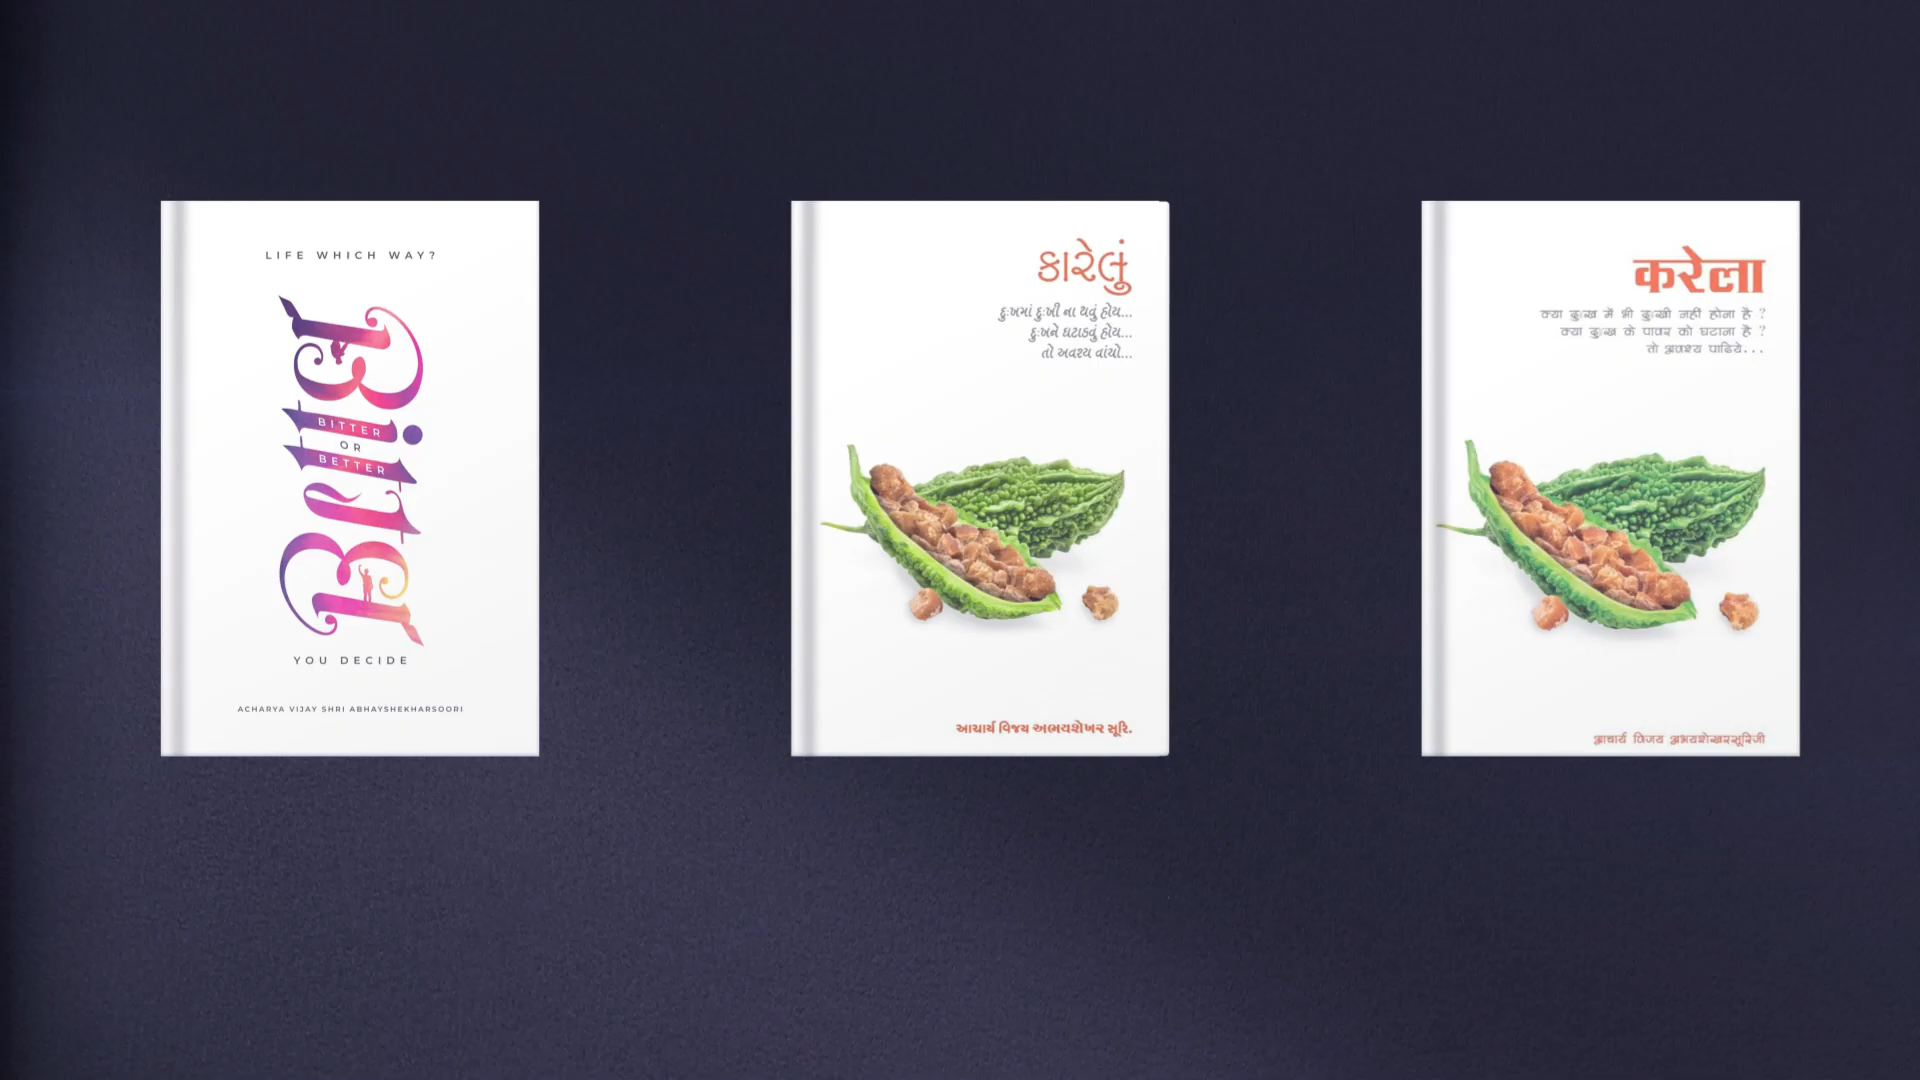 LIFE WHICH WAY?
BITTER
OR
BETTER
YOU DECIDE
ACHARYA VIJAY SHRI ABHAYSHEKHARSOORI
કારેલું
દુઃખમાં દુઃખી ના થવું હોય...
દુઃખને ઘટાડવું હોય...
તો અવશ્ય વાંચો...
આચાર્ય વિજય અભયશેખર સૂરિ.
करेला
क्या दुःख में भी दुःखी नहीं होना है ?
क्या दुःख के पावर को घटाना है ?
तो अवश्य पढिये...
आचार्य विजय अभयशेखरसूरिजी